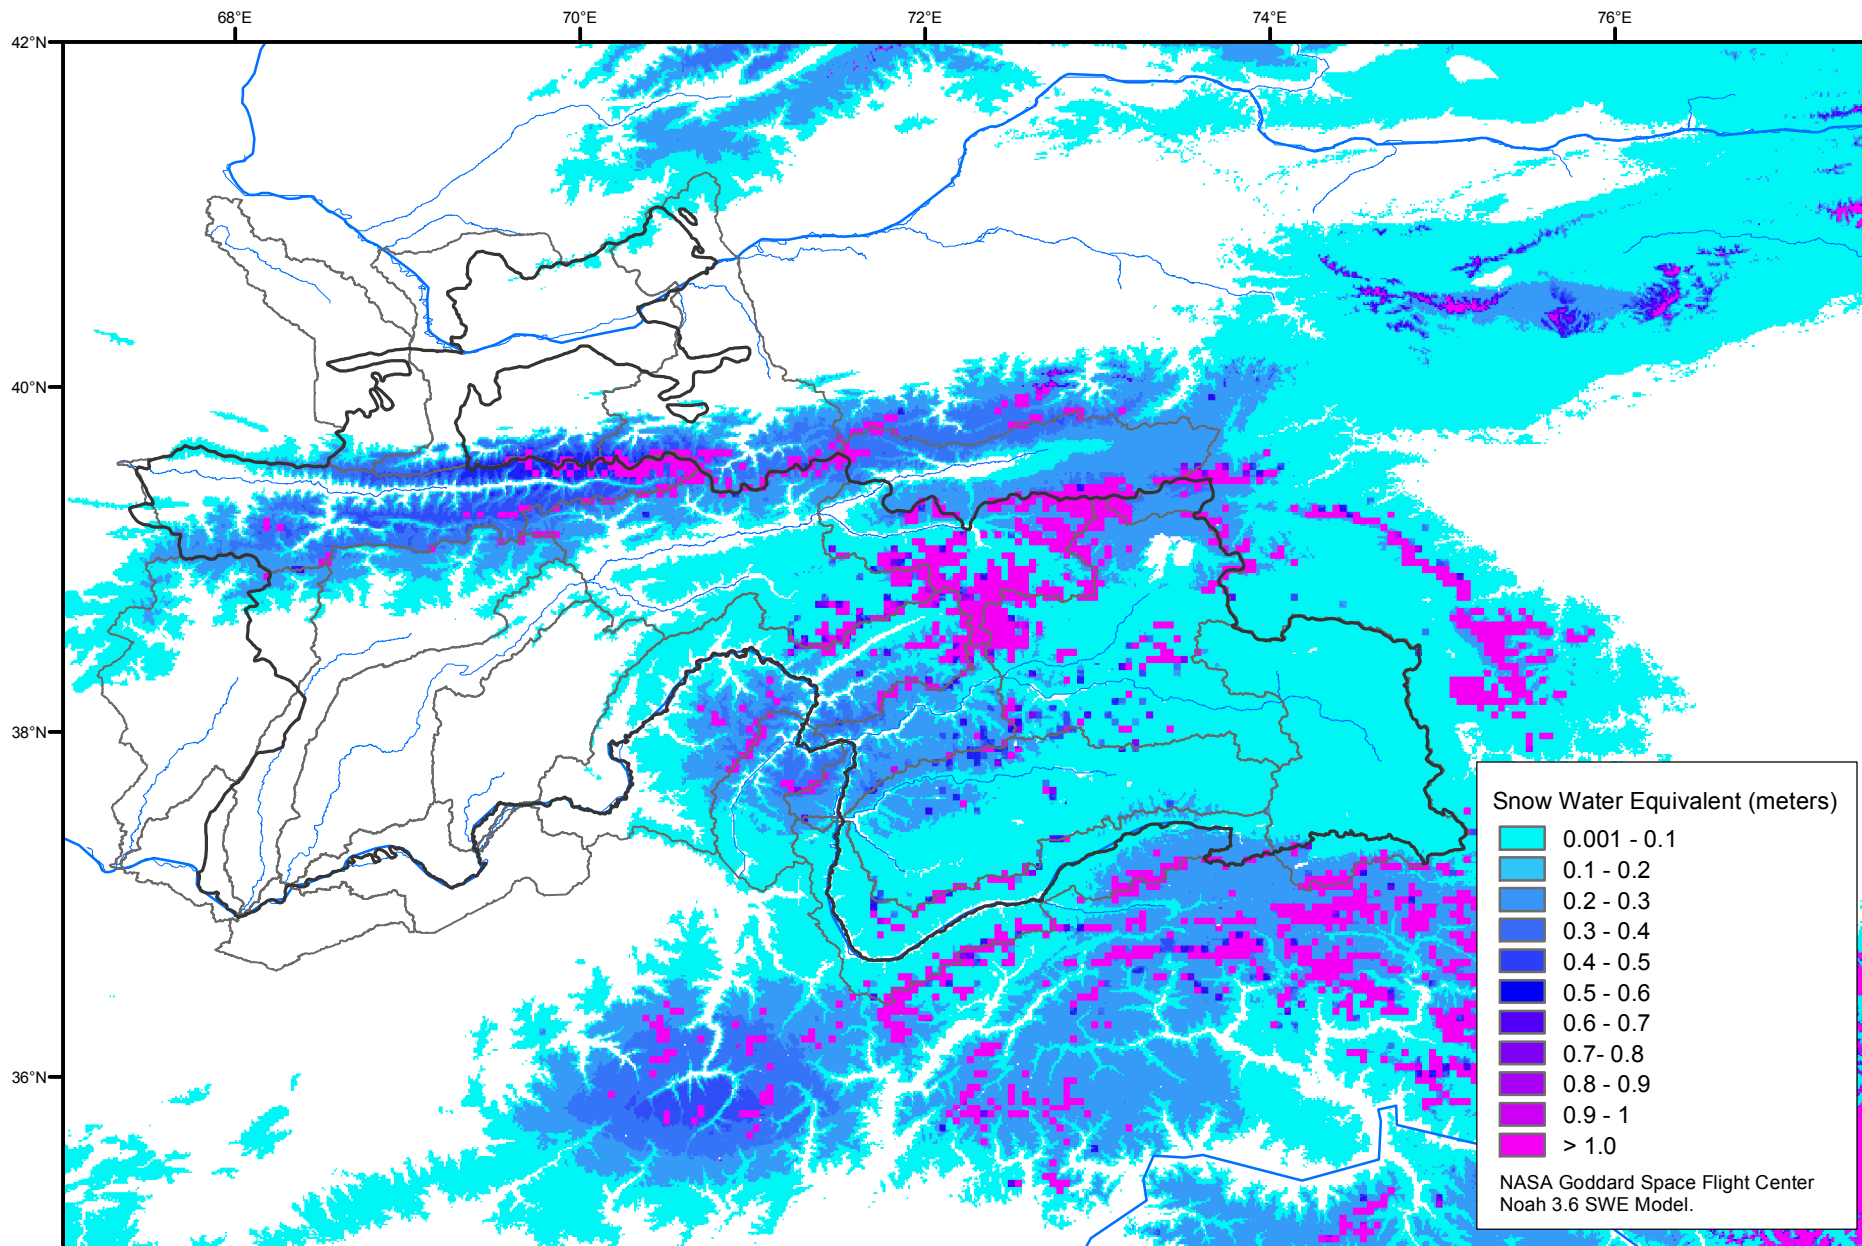 68°E
70°E
72°E
74°E
76°E
42°N
40°N
38°N
36°N
Snow Water Equivalent (meters)
0.001 - 0.1
0.1 - 0.2
0.2 - 0.3
0.3 - 0.4
0.4 - 0.5
0.5 - 0.6
0.6 - 0.7
0.7- 0.8
0.8 - 0.9
0.9 - 1
> 1.0
NASA Goddard Space Flight Center
Noah 3.6 SWE Model.